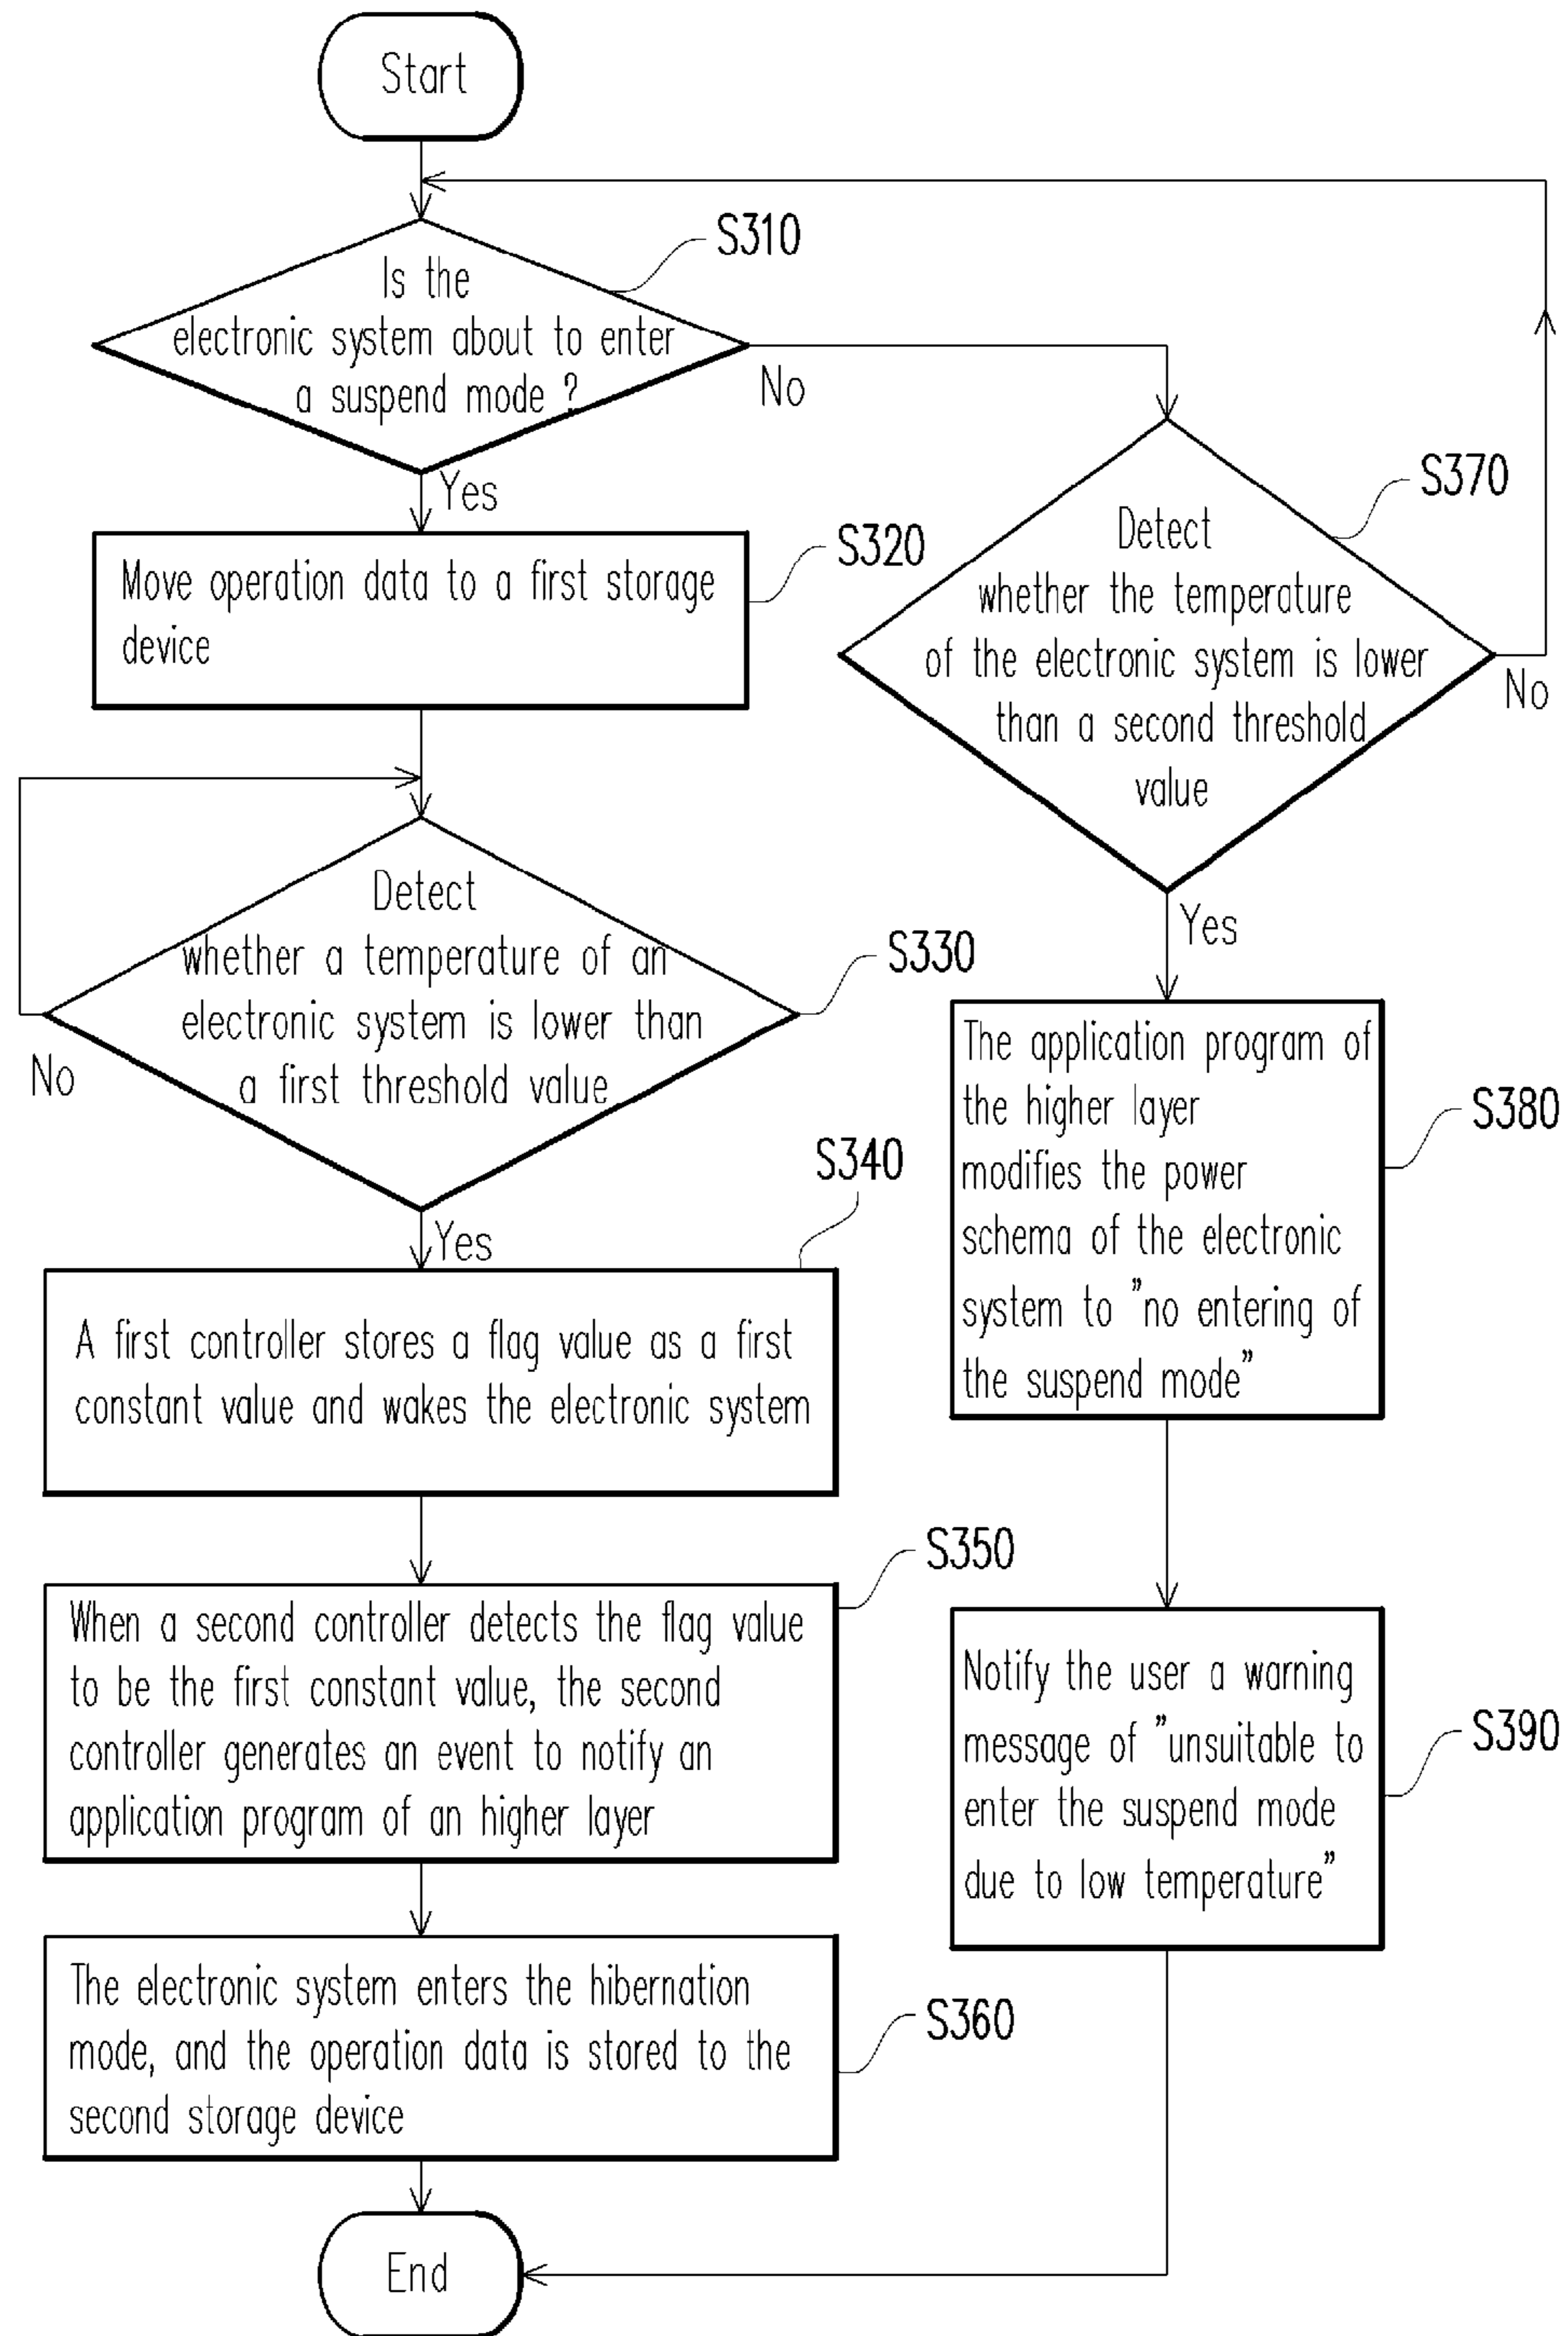 Start
S310
Is the
electronic system about to enter
a suspend mode ?
No
Yes
S320
Move operation data to a first storage
device
S370
Detect
whether the temperature
of the electronic system is lower
than a second threshold
value
No
Yes
Detect
whether a temperature of an
electronic system is lower than
a first threshold value
S330
No
Yes
S340
A first controller stores a flag value as a first
constant value and wakes the electronic system
The application program of
the higher layer
modifies the power
schema of the electronic
system to "no entering of
the suspend mode"
S380
S350
When a second controller detects the flag value
to be the first constant value, the second
controller generates an event to notify an
application program of an higher layer
Notify the user a warning
message of "unsuitable to
enter the suspend mode
due to low temperature"
S390
The electronic system enters the hibernation
mode, and the operation data is stored to the
second storage device
S360
End